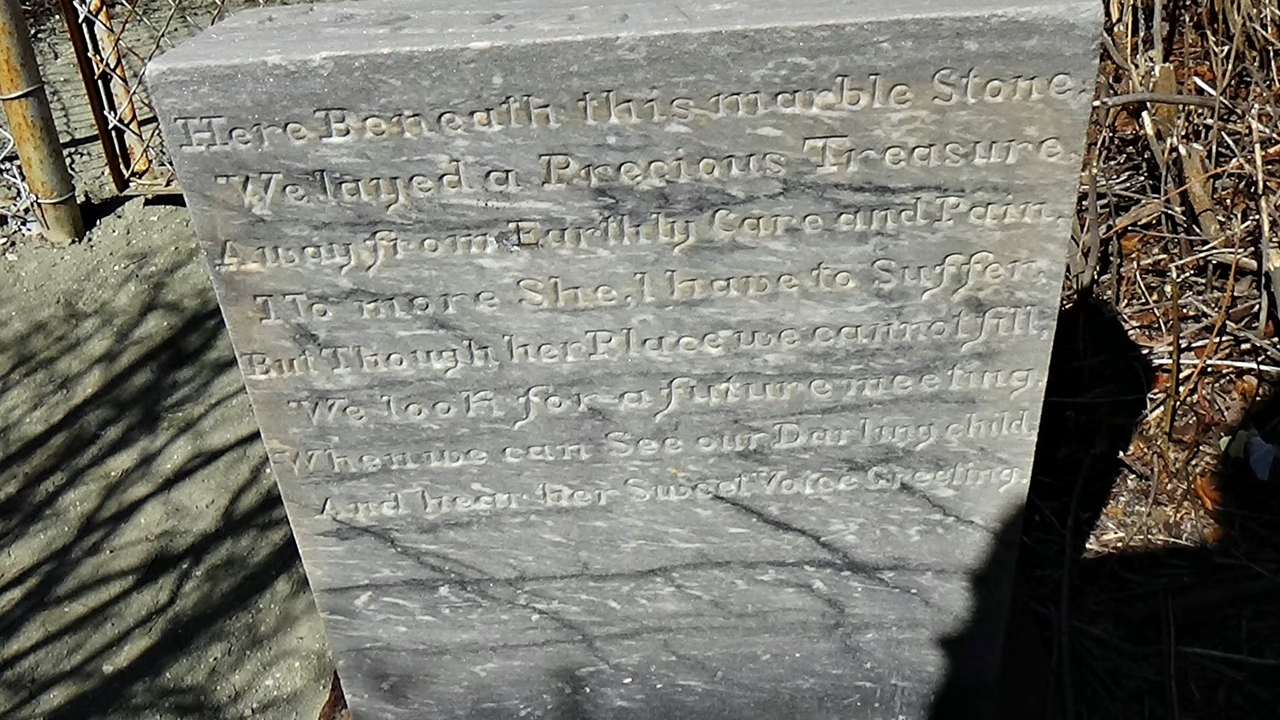 Here Beneath this marble Stone.
We layed a Precious Treasure.
Away from Earthly Care and Pain.
No more She, l have to Suffer.
But Though her Place we cannot fill,
We look for a future meeting.
When we can See our Darling child.
And hear her Sweet Voice Greeting.